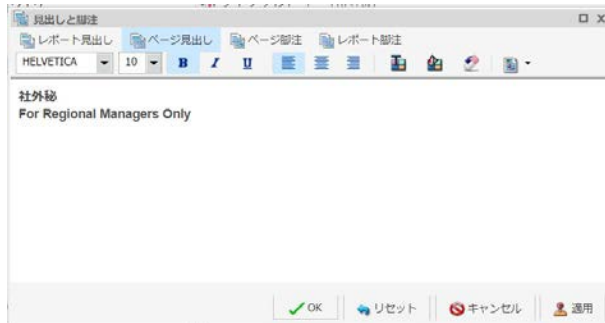 見出しと脚注
レポート見出し ページ見出し ページ脚注 レポート脚注
HELVETICA 10 B I U
社外秘
For Regional Managers Only
OK リセット キャンセル 適用